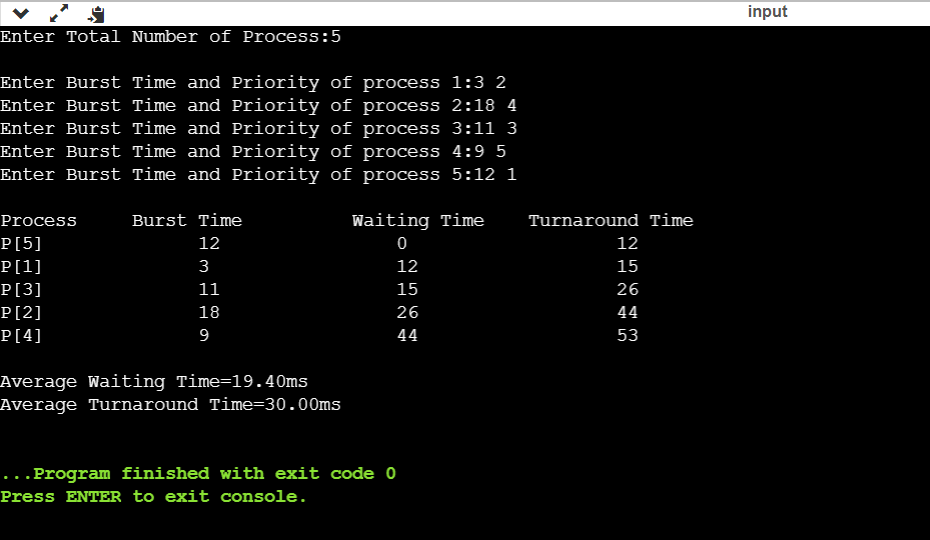 input
Enter Total Number of Process:5
Enter Burst Time and Priority of process 1:3 2
Enter Burst Time and Priority of process 2:18 4
Enter Burst Time and Priority of process 3:11 3
Enter Burst Time and Priority of process 4:9 5
Enter Burst Time and Priority of process 5:12 1
Process Burst Time Waiting Time Turnaround Time
P[5] 12 0 12
P[1] 3 12 15
P[3] 11 15 26
P[2] 18 26 44
P[4] 9 44 53
Average Waiting Time=19.40ms
Average Turnaround Time=30.00ms
...Program finished with exit code 0
Press ENTER to exit console.